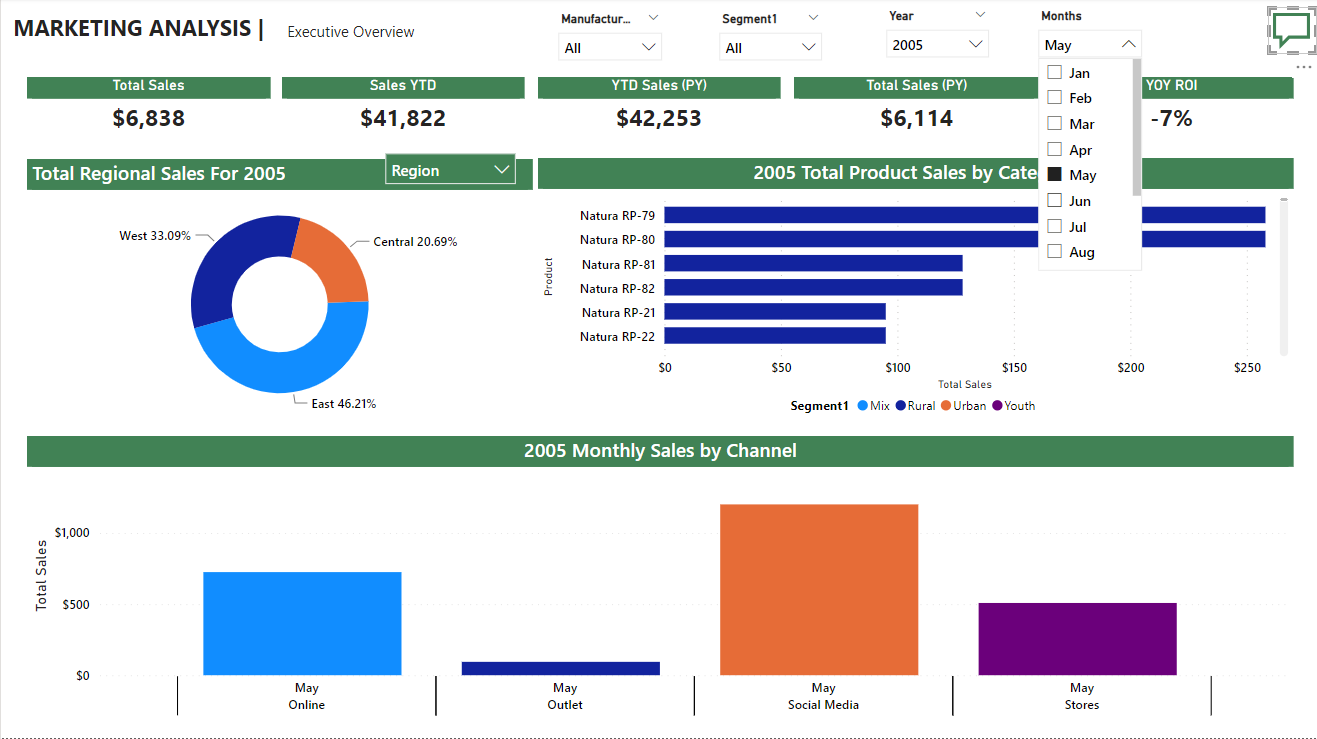 MARKETING ANALYSIS |
Executive Overview
Manufactur...
All
Segment1
All
Year
2005
Months
May
Jan
Feb
Mar
Apr
May
Jun
Jul
Aug
Total Sales
$6,838
Sales YTD
$41,822
YTD Sales (PY)
$42,253
Total Sales (PY)
$6,114
YOY ROI
-7%
Total Regional Sales For 2005
Region
West 33.09%
Central 20.69%
East 46.21%
2005 Total Product Sales by Cate
Product
Natura RP-79
Natura RP-80
Natura RP-81
Natura RP-82
Natura RP-21
Natura RP-22
$0 $50 $100 $150 $200 $250
Total Sales
Segment1 Mix Rural Urban Youth
2005 Monthly Sales by Channel
Total Sales
$1,000
$500
$0
May May May May
Online Outlet Social Media Stores